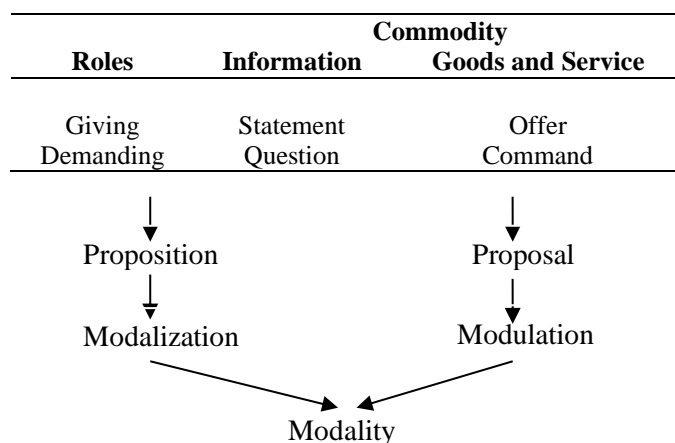 Commodity
Roles Information Goods and Service
Giving Statement Offer
Demanding Question Command
Proposition Proposal
Modalization Modulation
Modality